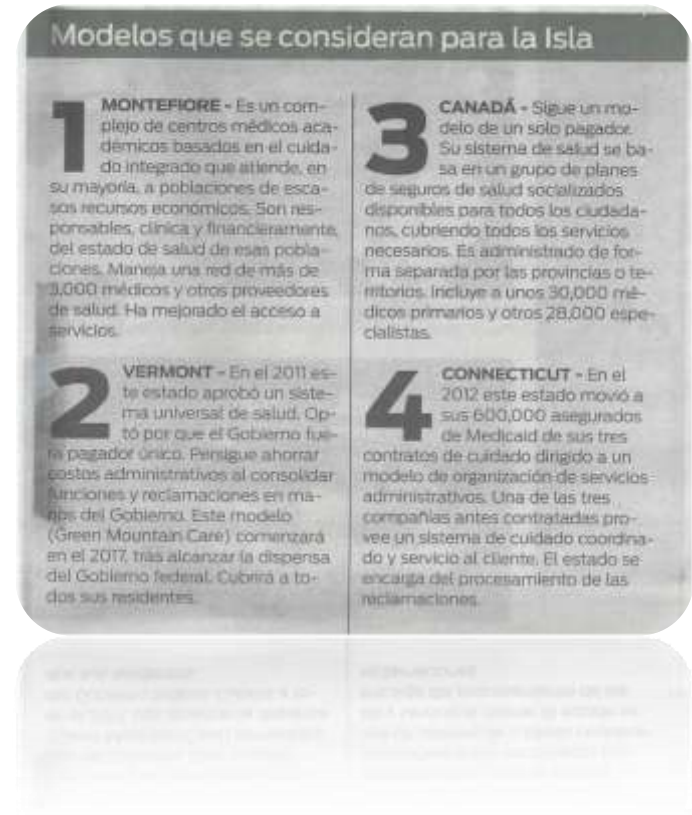 Modelos que se consideran para la Isla
1 MONTEFIORE - Es un com-
plejo de centros médicos aca-
démicos basados en el cuida-
do integrado que atiende, en
su mayoría, a poblaciones de esca-
sos recursos económicos. Son res-
ponsables, clínica y financieramente,
del estado de salud de esas pobla-
ciones. Maneja una red de más de
3,000 médicos y otros proveedores
de salud. Ha mejorado el acceso a
servicios.
2 VERMONT - En el 2011 es-
te estado aprobó un siste-
ma universal de salud. Op-
tó por que el Gobierno fue-
ra pagador único. Persigue ahorrar
costos administrativos al consolidar
funciones y reclamaciones en ma-
nos del Gobierno. Este modelo
(Green Mountain Care) comenzará
en el 2017, tras alcanzar la dispensa
del Gobierno federal. Cubrirá a to-
dos sus residentes.
3 CANADÁ - Sigue un mo-
delo de un solo pagador.
Su sistema de salud se ba-
sa en un grupo de planes
de seguros de salud socializados
disponibles para todos los ciudada-
nos, cubriendo todos los servicios
necesarios. Es administrado de for-
ma separada por las provincias o te-
rritorios. Incluye a unos 30,000 mé-
dicos primarios y otros 28,000 espe-
cialistas.
4 CONNECTICUT - En el
2012 este estado movió a
sus 600,000 asegurados
de Medicaid de sus tres
contratos de cuidado dirigido a un
modelo de organización de servicios
administrativos. Una de las tres
compañías antes contratadas pro-
vee un sistema de cuidado coordina-
do y servicio al cliente. El estado se
encarga del procesamiento de las
reclamaciones.